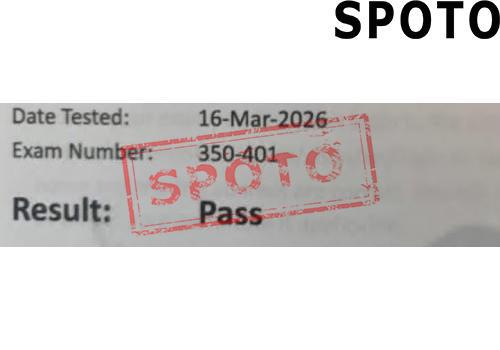 SPOTO
Date Tested: 16-Mar-2026
Exam Number: 350-401
SPOTO
Result: Pass